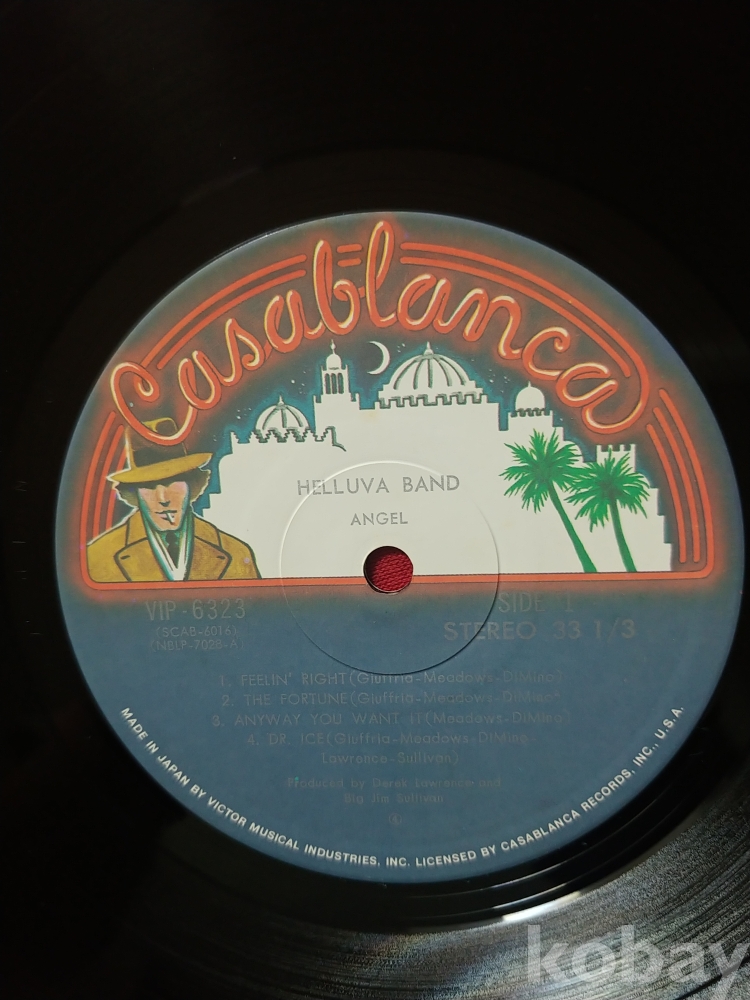 Casablanca
HELLUVA BAND
ANGEL
VIP-6323
(SCAB-6016)
(NBLP-7028-A)
SIDE 1
STEREO 33 1/3
1. FEELIN' RIGHT(Giuffria-Meadows-DiMino)
2. THE FORTUNE(Giuffria-Meadows-DiMino)
3. ANYWAY YOU WANT IT(Meadows-DiMino)
4. DR. ICE(Giuffria-Meadows-DiMino
Lawrence-Sullivan)
Produced by Derek Lawrence and
Big Jim Sullivan
MADE IN JAPAN BY VICTOR MUSICAL INDUSTRIES, INC. LICENSED BY CASABLANCA RECORDS, INC., U.S.A.
kobay